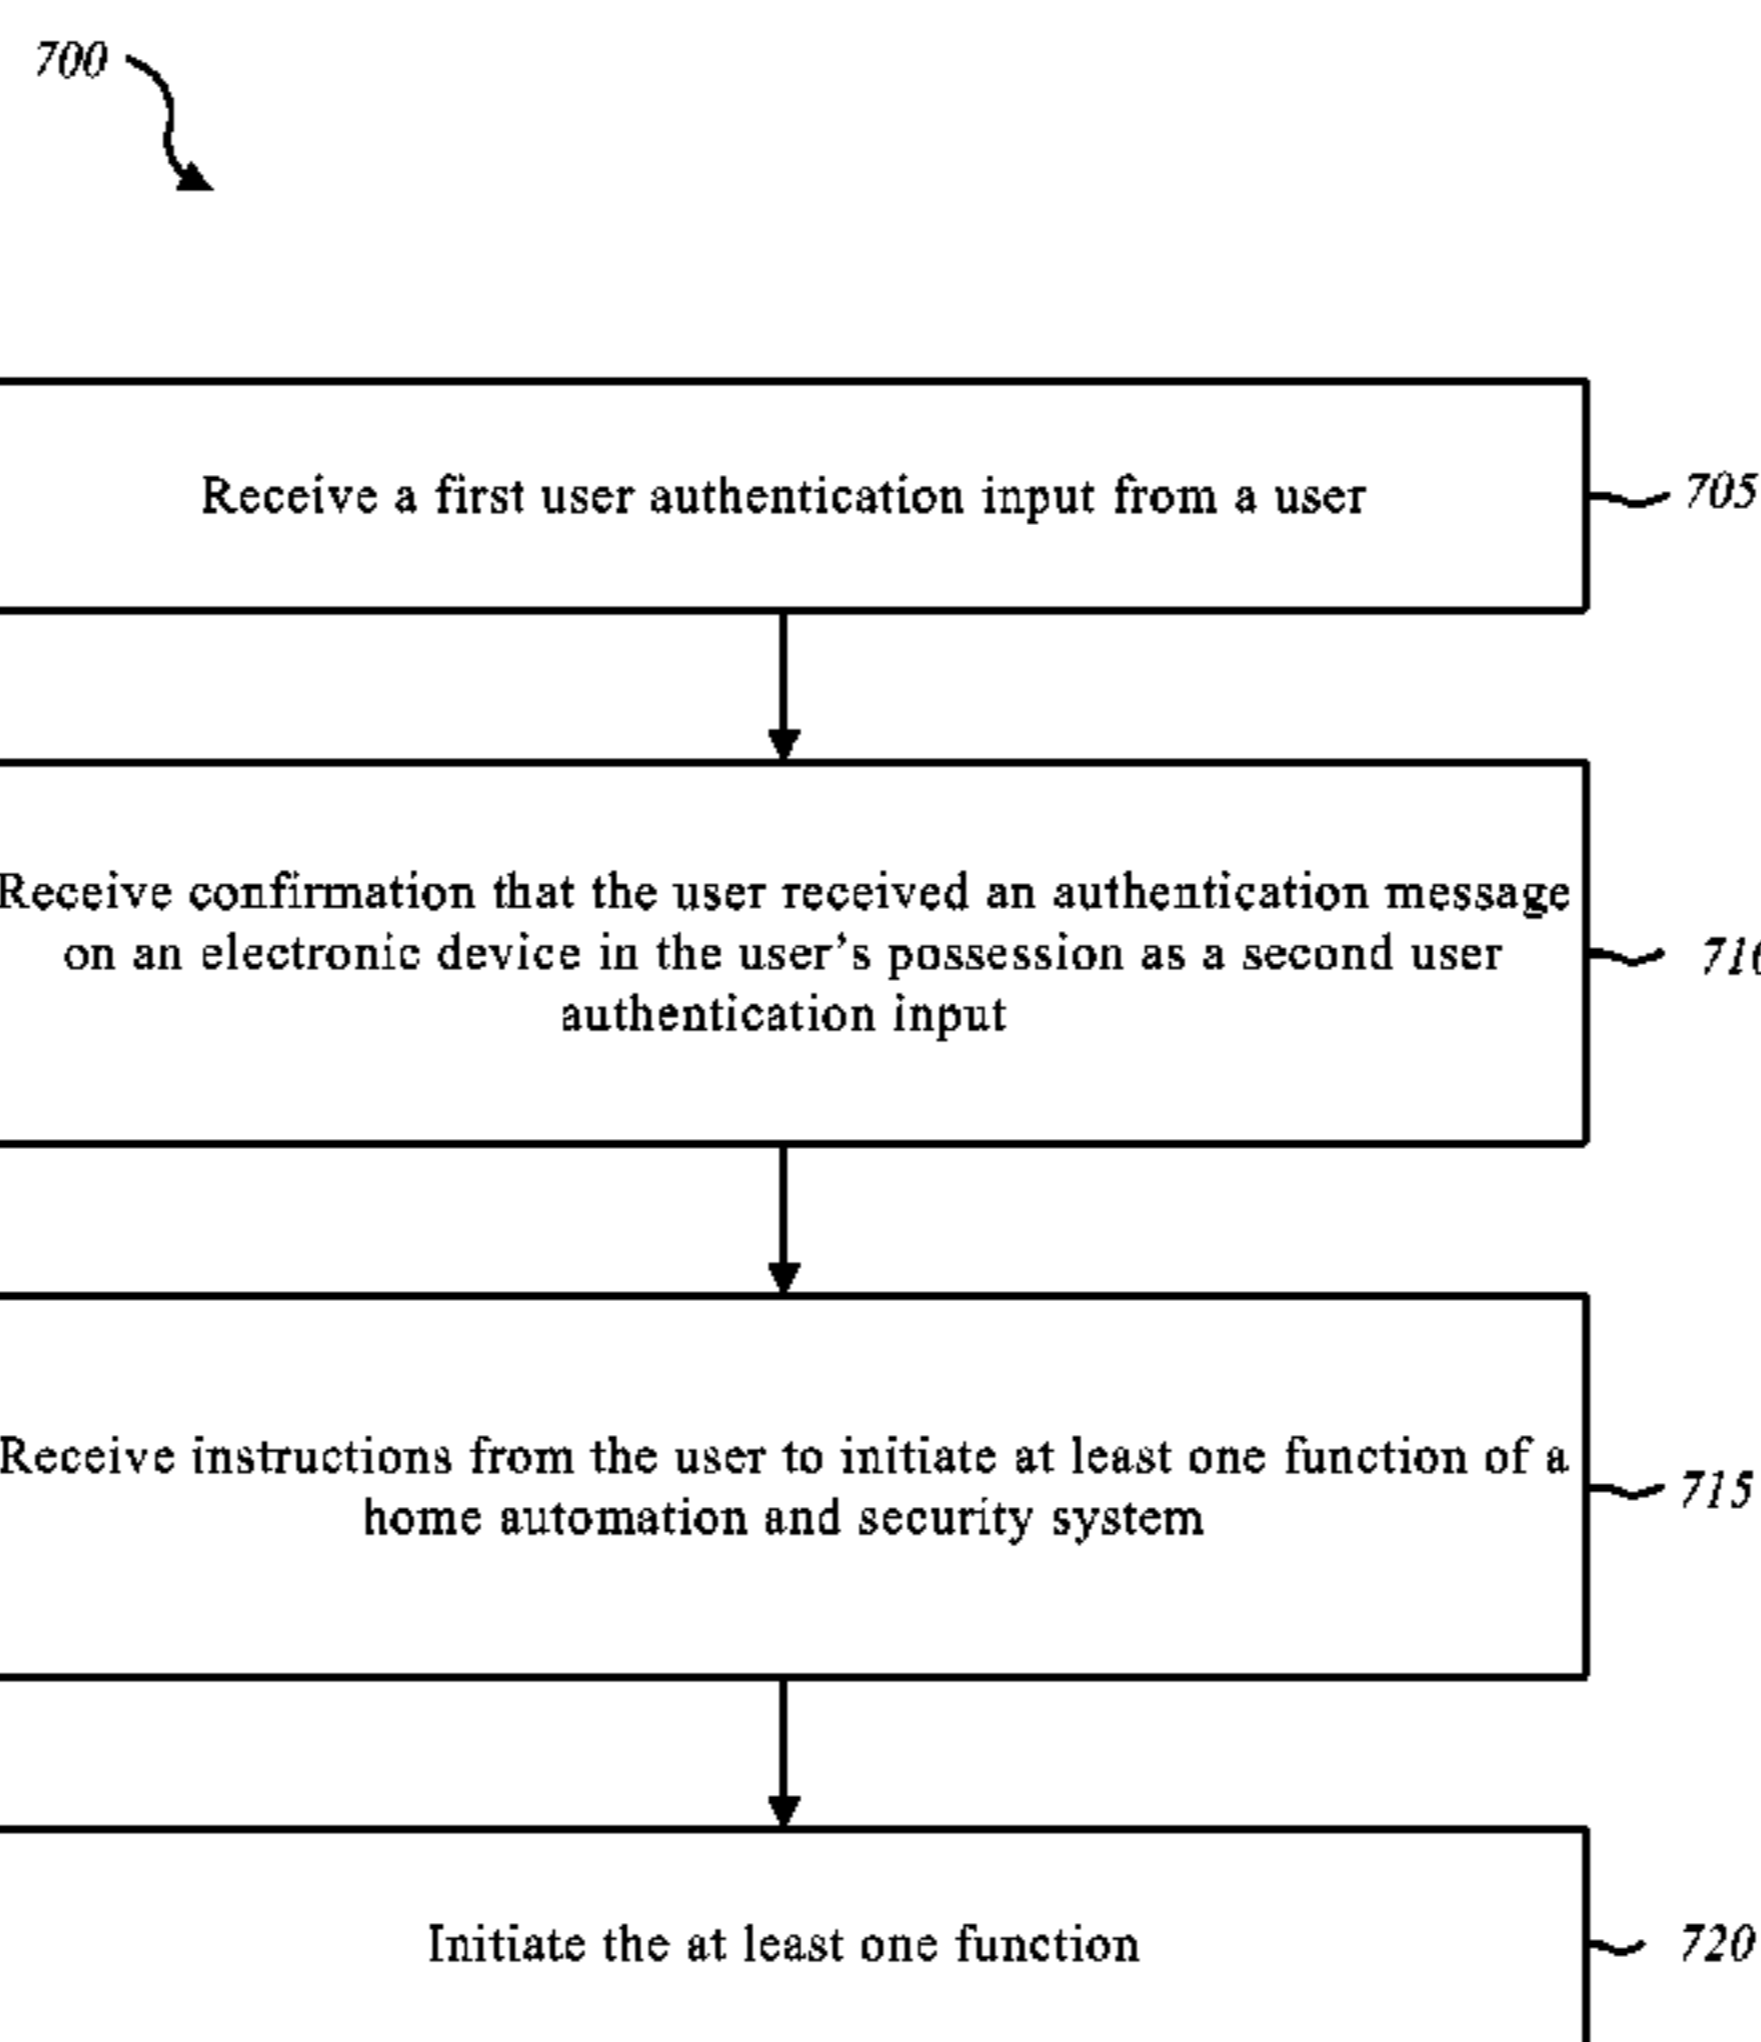 700
Receive a first user authentication input from a user
705
Receive confirmation that the user received an authentication message
on an electronic device in the user's possession as a second user
authentication input
710
Receive instructions from the user to initiate at least one function of a
home automation and security system
715
Initiate the at least one function
720